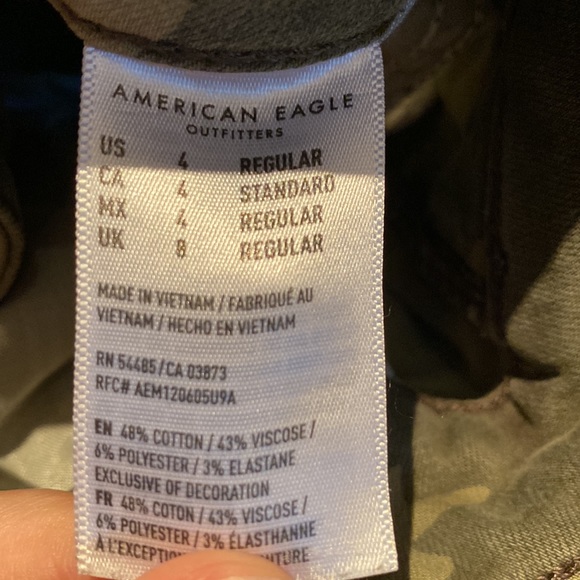 AMERICAN EAGLE
OUTFITTERS
US 4 REGULAR
CA 4 STANDARD
MX 4 REGULAR
UK 8 REGULAR
MADE IN VIETNAM / FABRIQUÉ AU
VIETNAM / HECHO EN VIETNAM
RN 54485/CA 03873
RFC# AEM120605U9A
EN 48% COTTON / 43% VISCOSE /
6% POLYESTER / 3% ELASTANE
EXCLUSIVE OF DECORATION
FR 48% COTON / 43% VISCOSE /
6% POLYESTER / 3% ÉLASTHANNE
À L'EXCEPTION